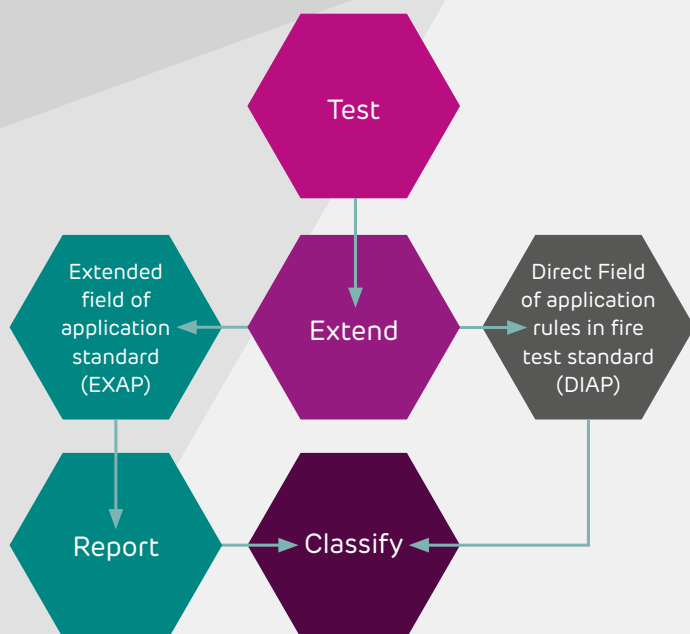 Test
Extended
field of
application
standard
(EXAP)
Extend
Direct Field
of application
rules in fire
test standard
(DIAP)
Report
Classify